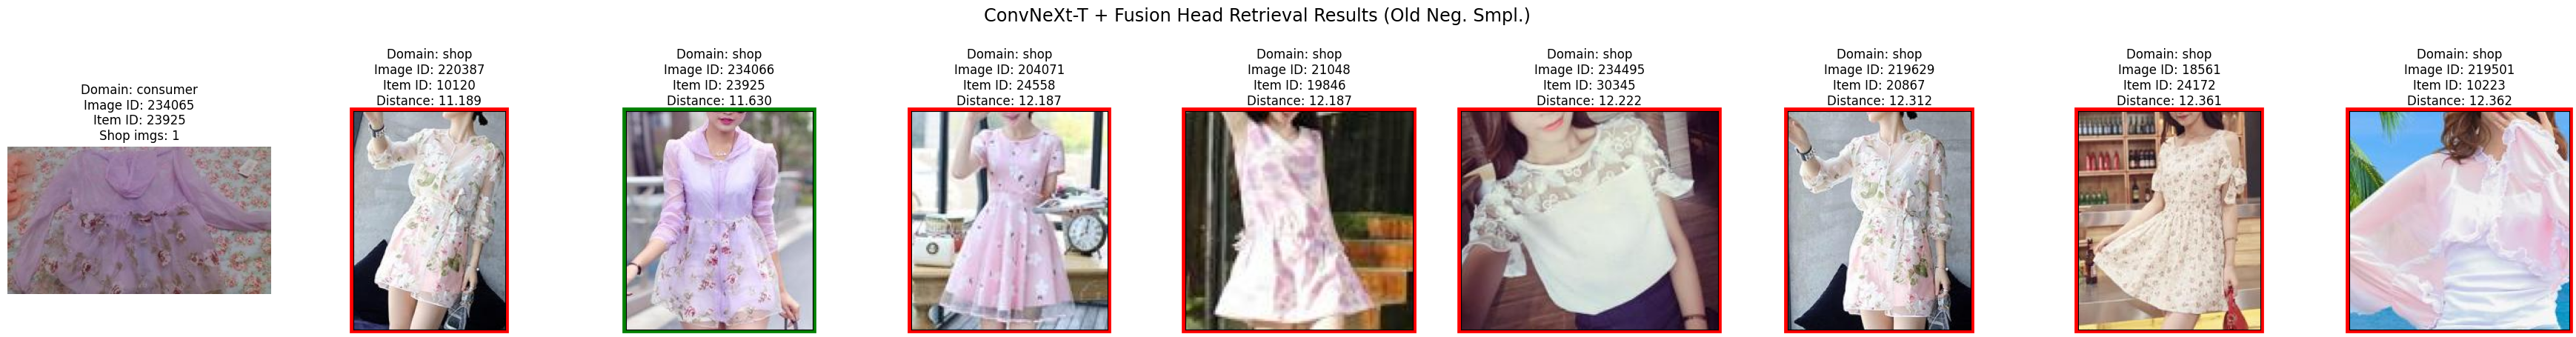 ConvNeXt-T + Fusion Head Retrieval Results (Old Neg. Smpl.)
Domain: consumer
Image ID: 234065
Item ID: 23925
Shop imgs: 1
Domain: shop
Image ID: 220387
Item ID: 10120
Distance: 11.189
Domain: shop
Image ID: 234066
Item ID: 23925
Distance: 11.630
Domain: shop
Image ID: 204071
Item ID: 24558
Distance: 12.187
Domain: shop
Image ID: 21048
Item ID: 19846
Distance: 12.187
Domain: shop
Image ID: 234495
Item ID: 30345
Distance: 12.222
Domain: shop
Image ID: 219629
Item ID: 20867
Distance: 12.312
Domain: shop
Image ID: 18561
Item ID: 24172
Distance: 12.361
Domain: shop
Image ID: 219501
Item ID: 10223
Distance: 12.362